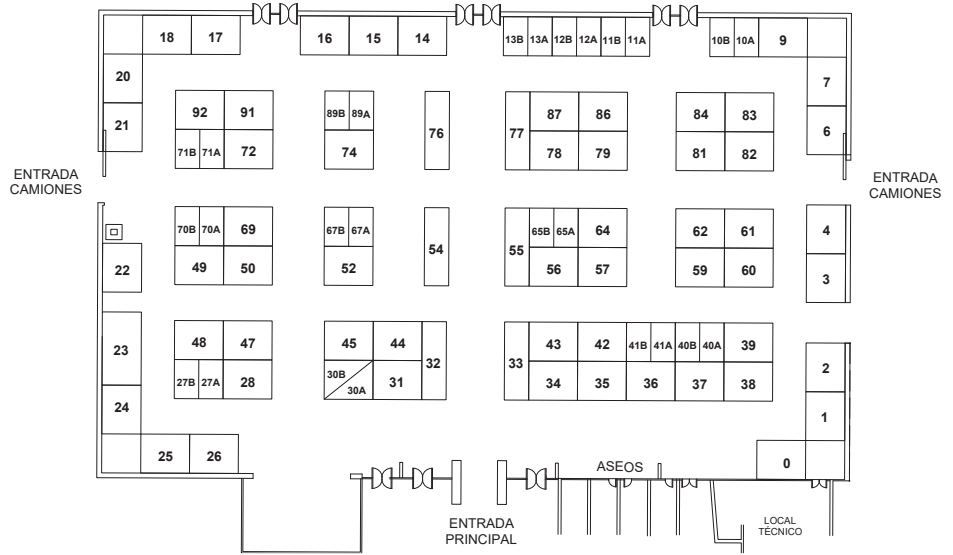 18 17 16 15 14 13B 13A 12B 12A 11B 11A 10B 10A 9
20 7
21 6
92 91 89B 89A 76 77 87 86 84 83
71B 71A 72 74 78 79 81 82
ENTRADA
CAMIONES
ENTRADA
CAMIONES
70B 70A 69 67B 67A 54 55 65B 65A 64 62 61 4
22 49 50 52 56 57 59 60 3
23 48 47 45 44 32 33 43 42 41B 41A 40B 40A 39 2
27B 27A 28 30B 30A 31 34 35 36 37 38
24 1
25 26 0
ASEOS
ENTRADA
PRINCIPAL
LOCAL
TÉCNICO